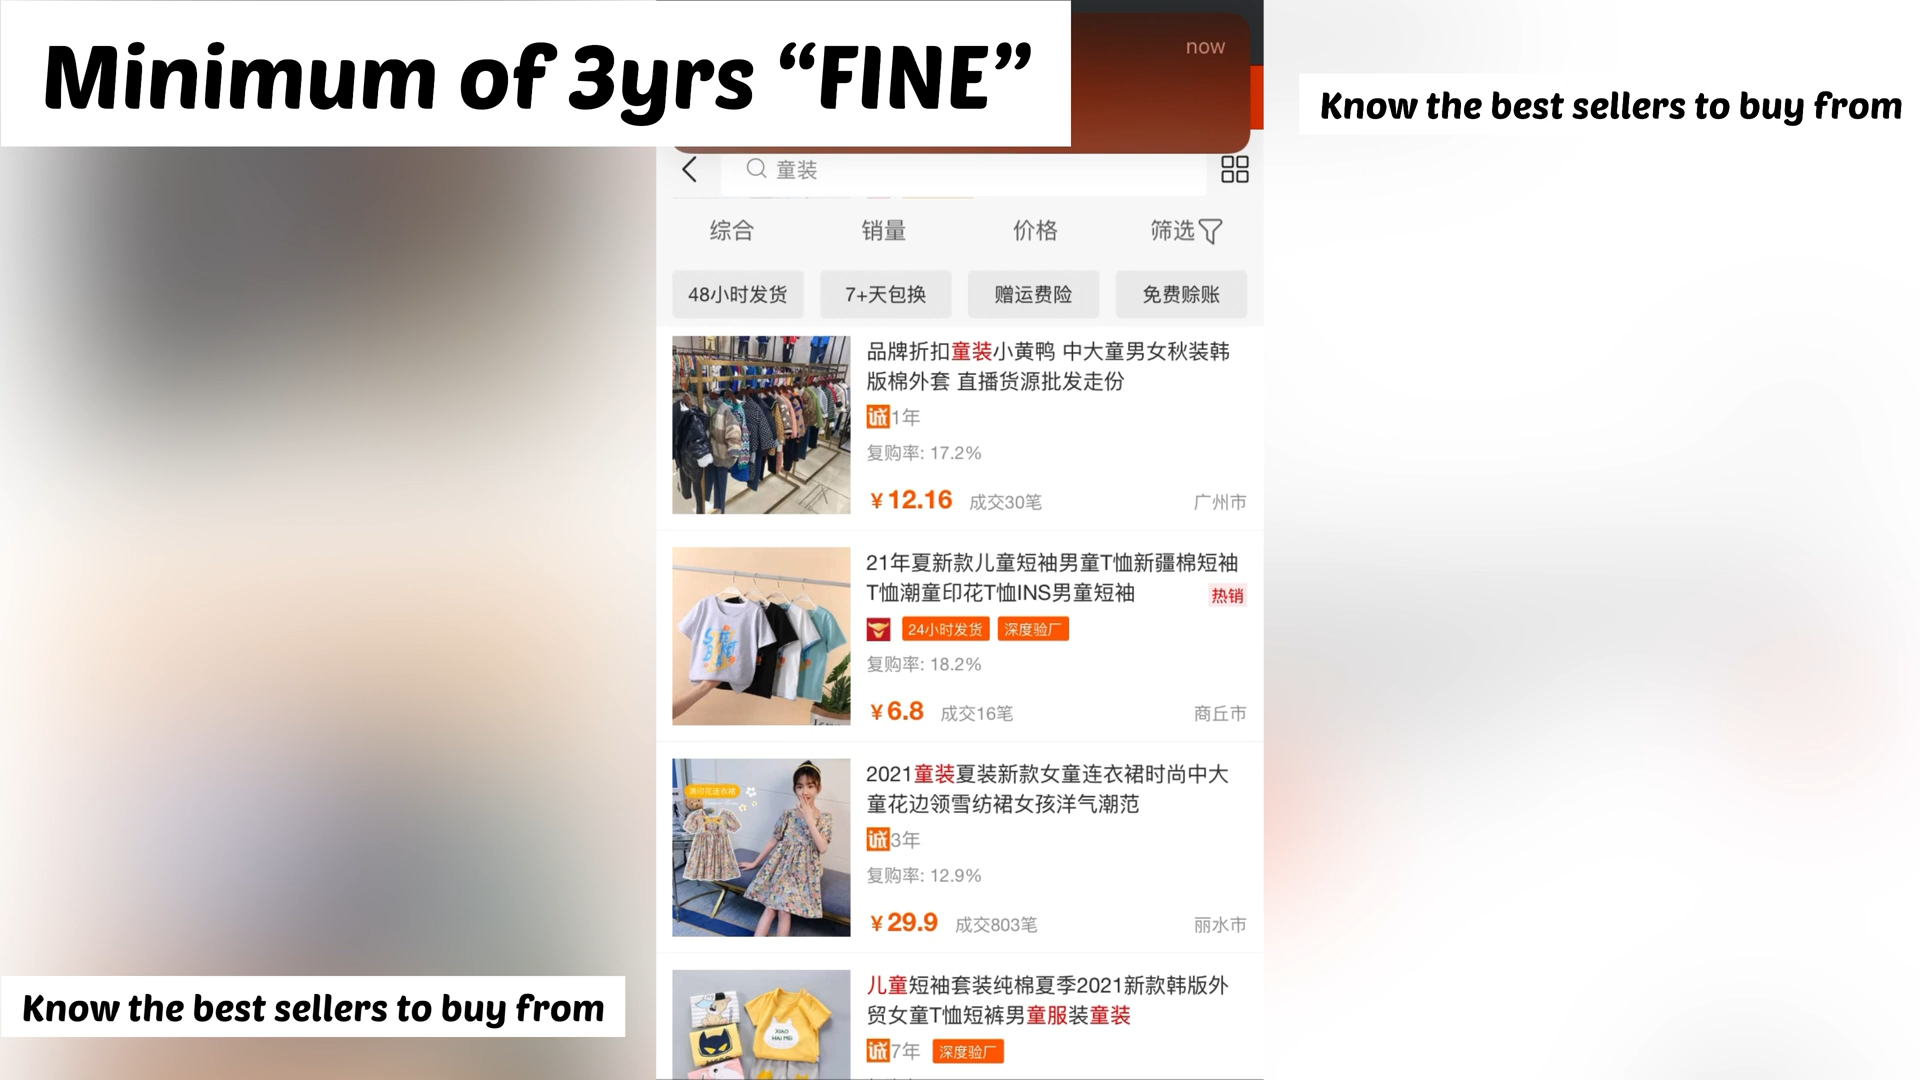 Minimum of 3yrs “FINE”
now
Know the best sellers to buy from
童装
综合 销量 价格 筛选
48小时发货 7+天包换 赠运费险 免费赊账
品牌折扣童装小黄鸭 中大童男女秋装韩
版棉外套 直播货源批发走份
诚1年
复购率: 17.2%
¥12.16 成交30笔 广州市
21年夏新款儿童短袖男童T恤新疆棉短袖
T恤潮童印花T恤INS男童短袖 热销
24小时发货 深度验厂
复购率: 18.2%
¥6.8 成交16笔 商丘市
2021童装夏装新款女童连衣裙时尚中大
童花边领雪纺裙女孩洋气潮范
诚3年
复购率: 12.9%
¥29.9 成交803笔 丽水市
儿童短袖套装纯棉夏季2021新款韩版外
贸女童T恤短裤男童服装童装
诚7年 深度验厂
XIAO
HAI MEI
Know the best sellers to buy from